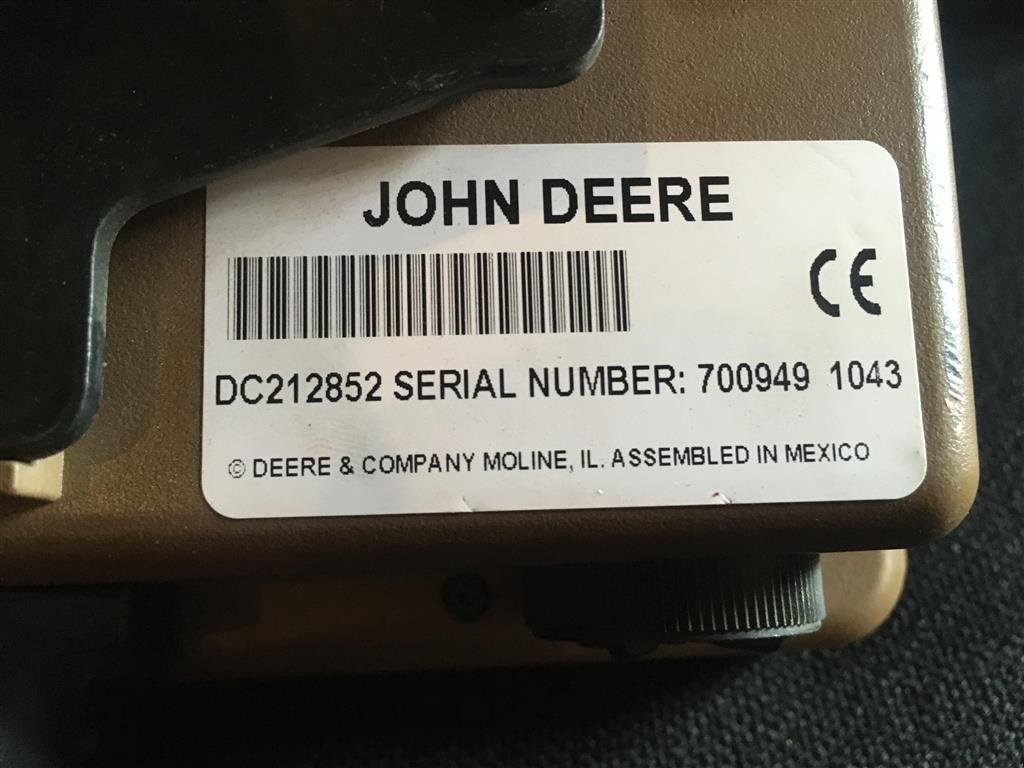 JOHN DEERE
CE
DC212852 SERIAL NUMBER: 700949 1043
© DEERE & COMPANY MOLINE, IL. ASSEMBLED IN MEXICO